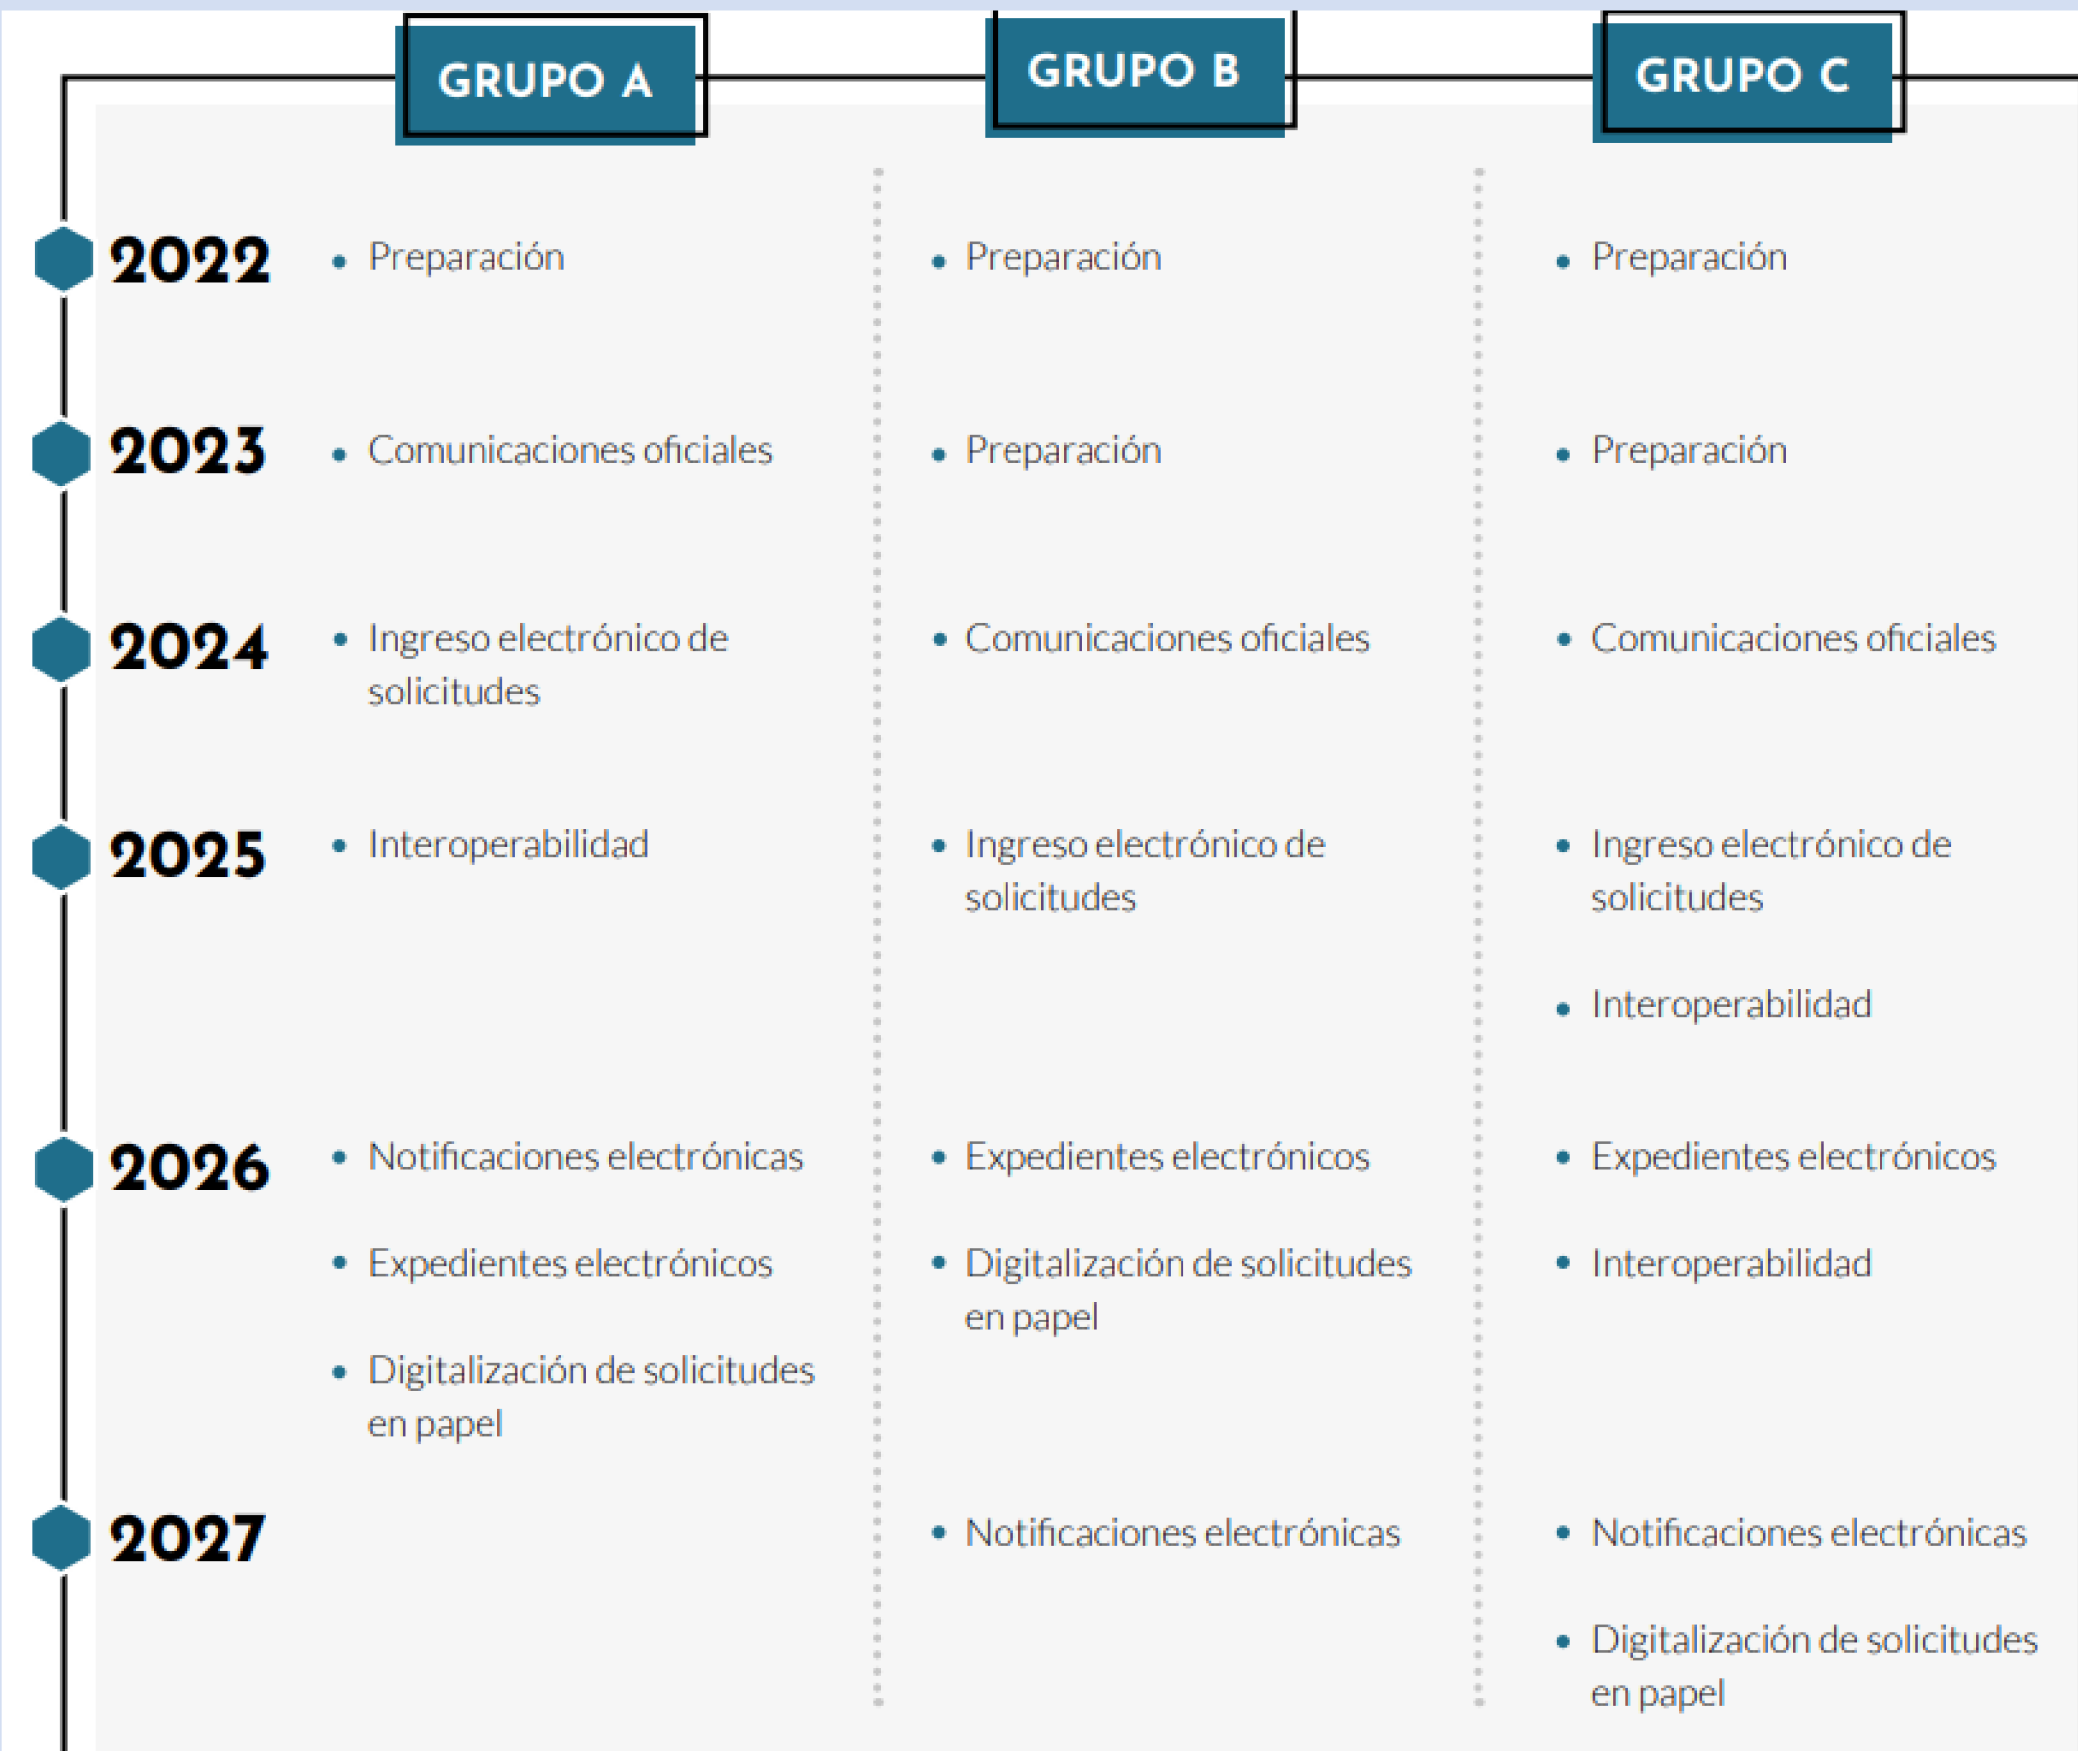 GRUPO A
GRUPO B
GRUPO C
2022
Preparación
Preparación
Preparación
2023
Comunicaciones oficiales
Preparación
Preparación
2024
Ingreso electrónico de
solicitudes
Comunicaciones oficiales
Comunicaciones oficiales
2025
Interoperabilidad
Ingreso electrónico de
solicitudes
Ingreso electrónico de
solicitudes
Interoperabilidad
2026
Notificaciones electrónicas
Expedientes electrónicos
Digitalización de solicitudes
en papel
Expedientes electrónicos
Digitalización de solicitudes
en papel
Expedientes electrónicos
Interoperabilidad
2027
Notificaciones electrónicas
Notificaciones electrónicas
Digitalización de solicitudes
en papel